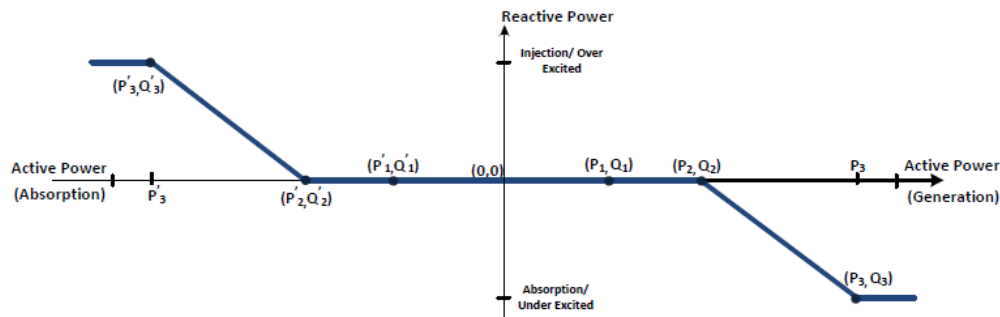 Reactive Power
Injection/ Over
Excited
(P'3,Q'3)
Active Power
(Absorption)
P'3
(P'2,Q'2)
(P'1,Q'1)
(0,0)
(P1, Q1)
(P2, Q2)
P3
Active Power
(Generation)
(P3, Q3)
Absorption/
Under Excited